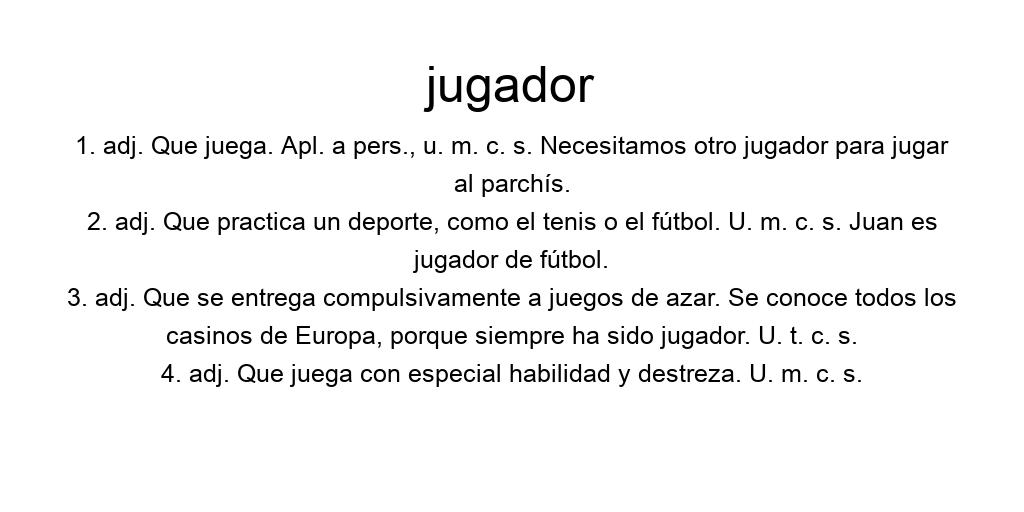 jugador
1. adj. Que juega. Apl. a pers., u. m. c. s. Necesitamos otro jugador para jugar
al parchís.
2. adj. Que practica un deporte, como el tenis o el fútbol. U. m. c. s. Juan es
jugador de fútbol.
3. adj. Que se entrega compulsivamente a juegos de azar. Se conoce todos los
casinos de Europa, porque siempre ha sido jugador. U. t. c. s.
4. adj. Que juega con especial habilidad y destreza. U. m. c. s.